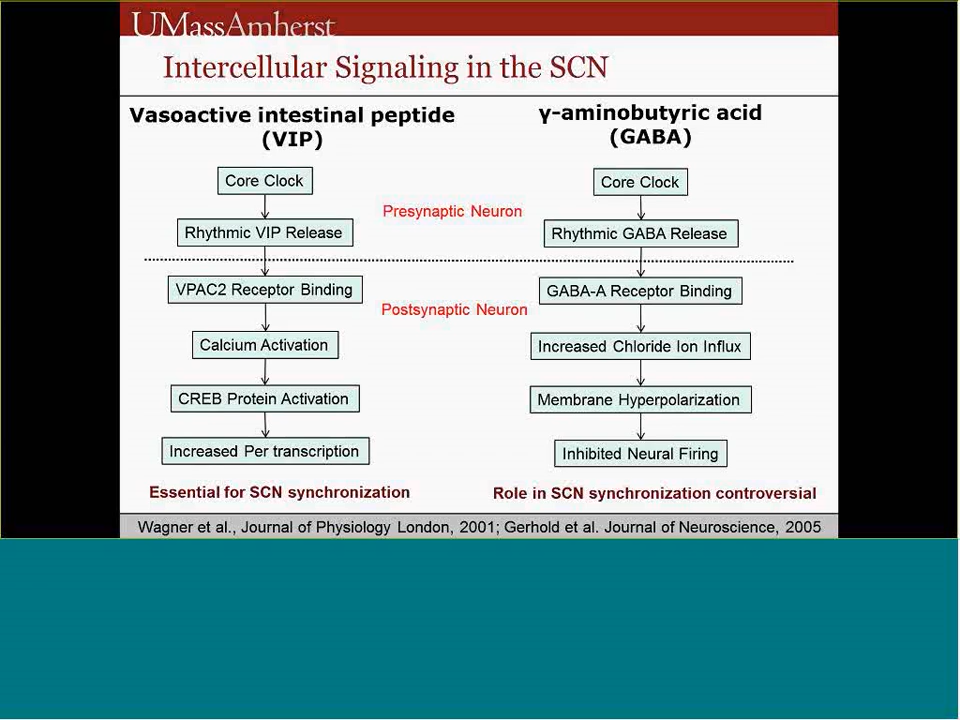 UMassAmherst
Intercellular Signaling in the SCN
Vasoactive intestinal peptide
(VIP)
Core Clock
Rhythmic VIP Release
VPAC2 Receptor Binding
Calcium Activation
CREB Protein Activation
Increased Per transcription
Essential for SCN synchronization
Presynaptic Neuron
Postsynaptic Neuron
γ-aminobutyric acid
(GABA)
Core Clock
Rhythmic GABA Release
GABA-A Receptor Binding
Increased Chloride Ion Influx
Membrane Hyperpolarization
Inhibited Neural Firing
Role in SCN synchronization controversial
Wagner et al., Journal of Physiology London, 2001; Gerhold et al. Journal of Neuroscience, 2005